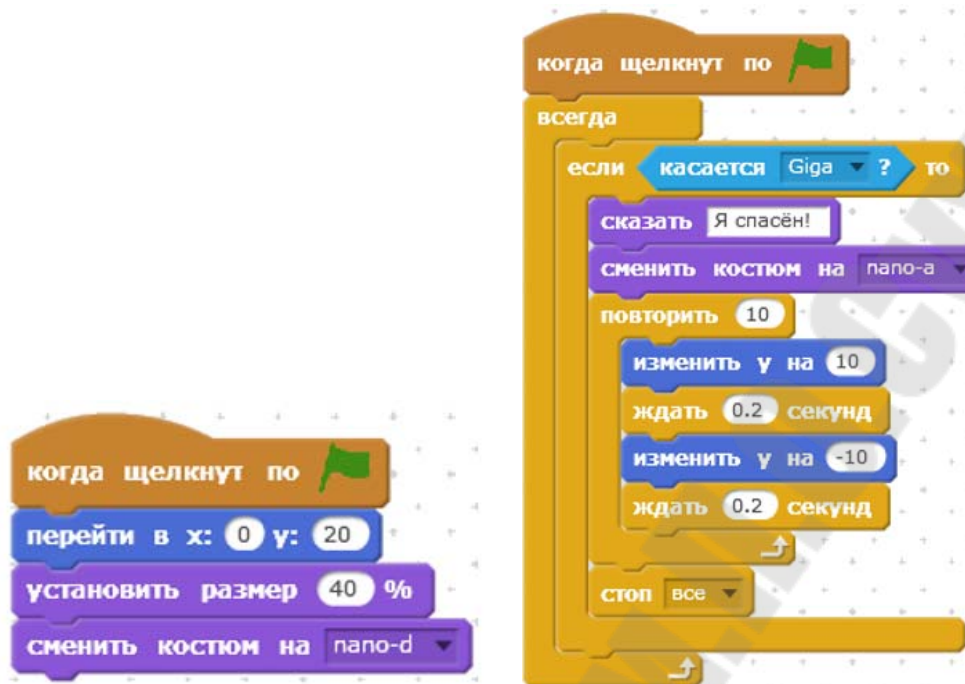 когда щелкнут по
перейти в x: 0 y: 20
установить размер 40 %
сменить костюм на nano-d
когда щелкнут по
всегда
если касается Giga ? то
сказать Я спасён!
сменить костюм на nano-a
повторить 10
изменить y на 10
ждать 0.2 секунд
изменить y на -10
ждать 0.2 секунд
стоп все